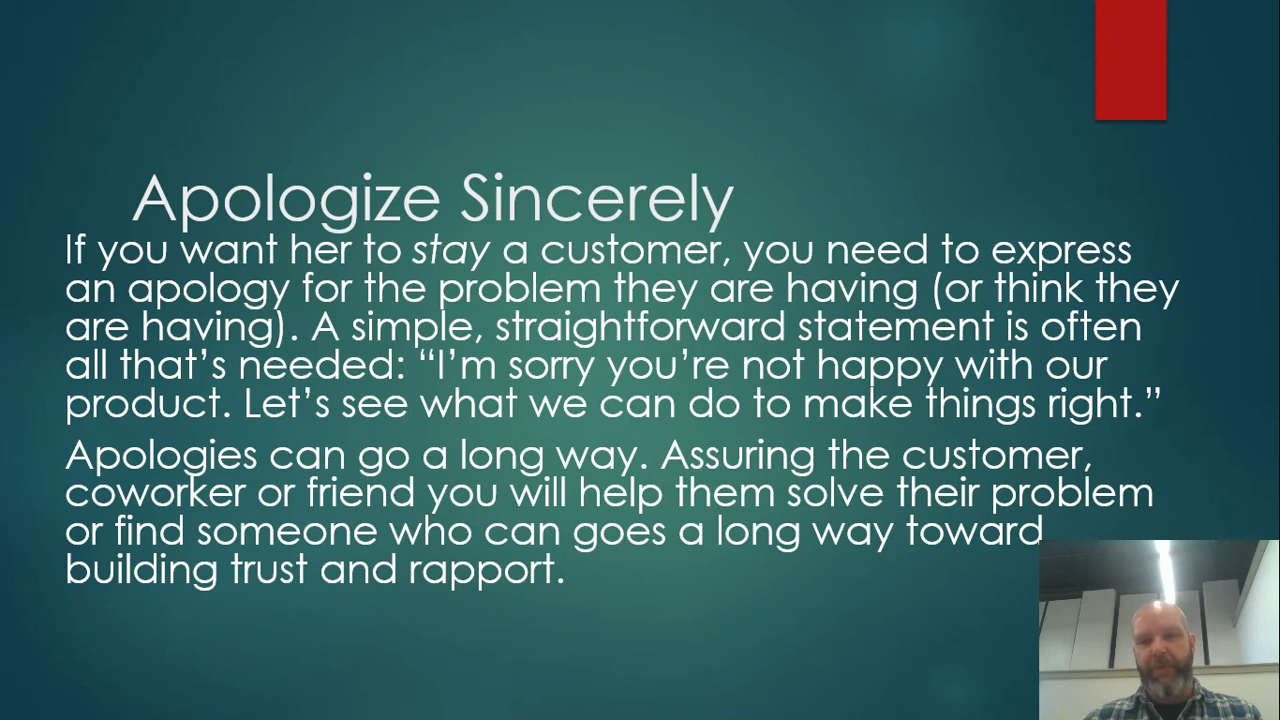 Apologize Sincerely
If you want her to stay a customer, you need to express
an apology for the problem they are having (or think they
are having). A simple, straightforward statement is often
all that’s needed: “I’m sorry you’re not happy with our
product. Let’s see what we can do to make things right.”
Apologies can go a long way. Assuring the customer,
coworker or friend you will help them solve their problem
or find someone who can goes a long way toward
building trust and rapport.